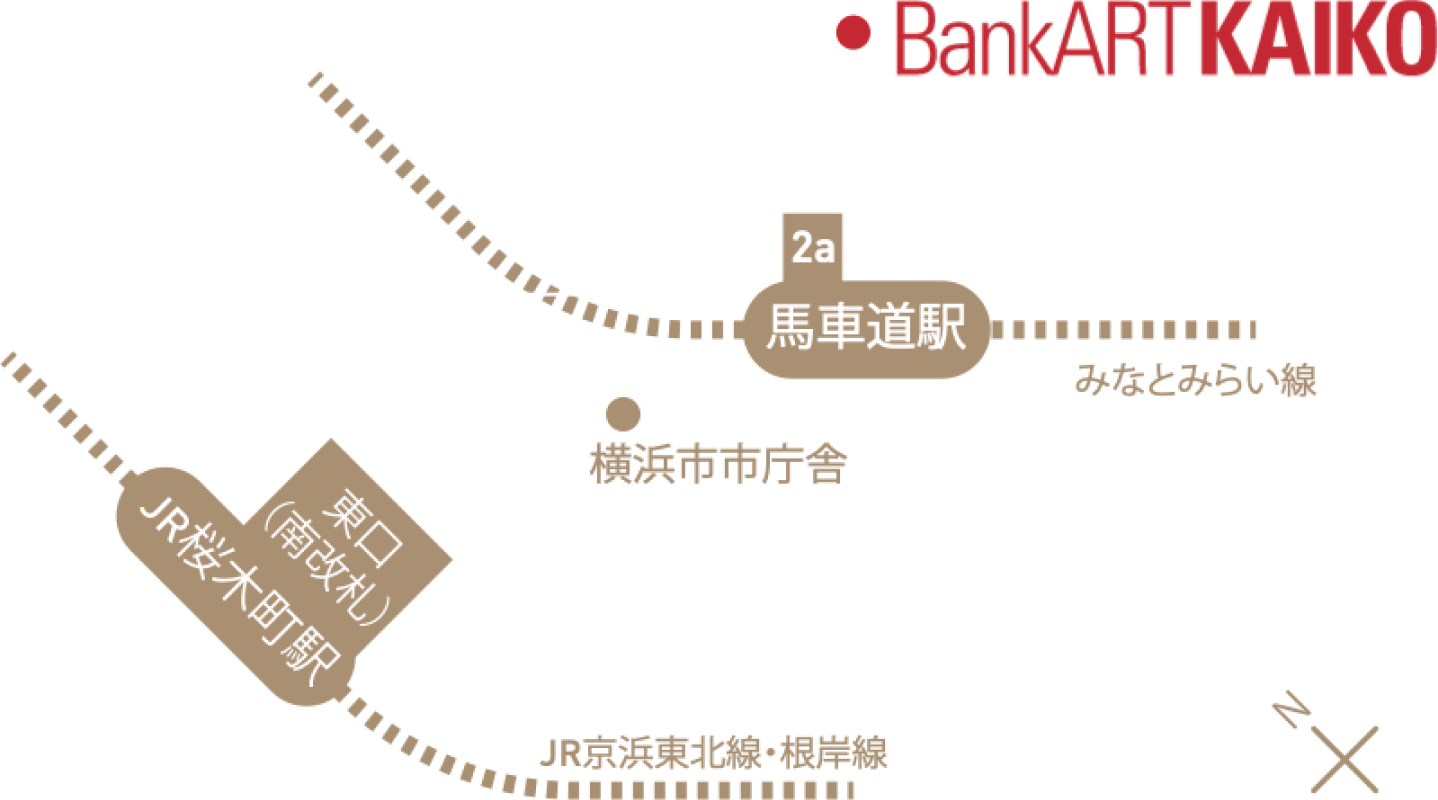 BankART KAIKO
2a
馬車道駅
みなとみらい線
横浜市市庁舎
東口
(南改札)
JR桜木町駅
JR京浜東北線・根岸線
N